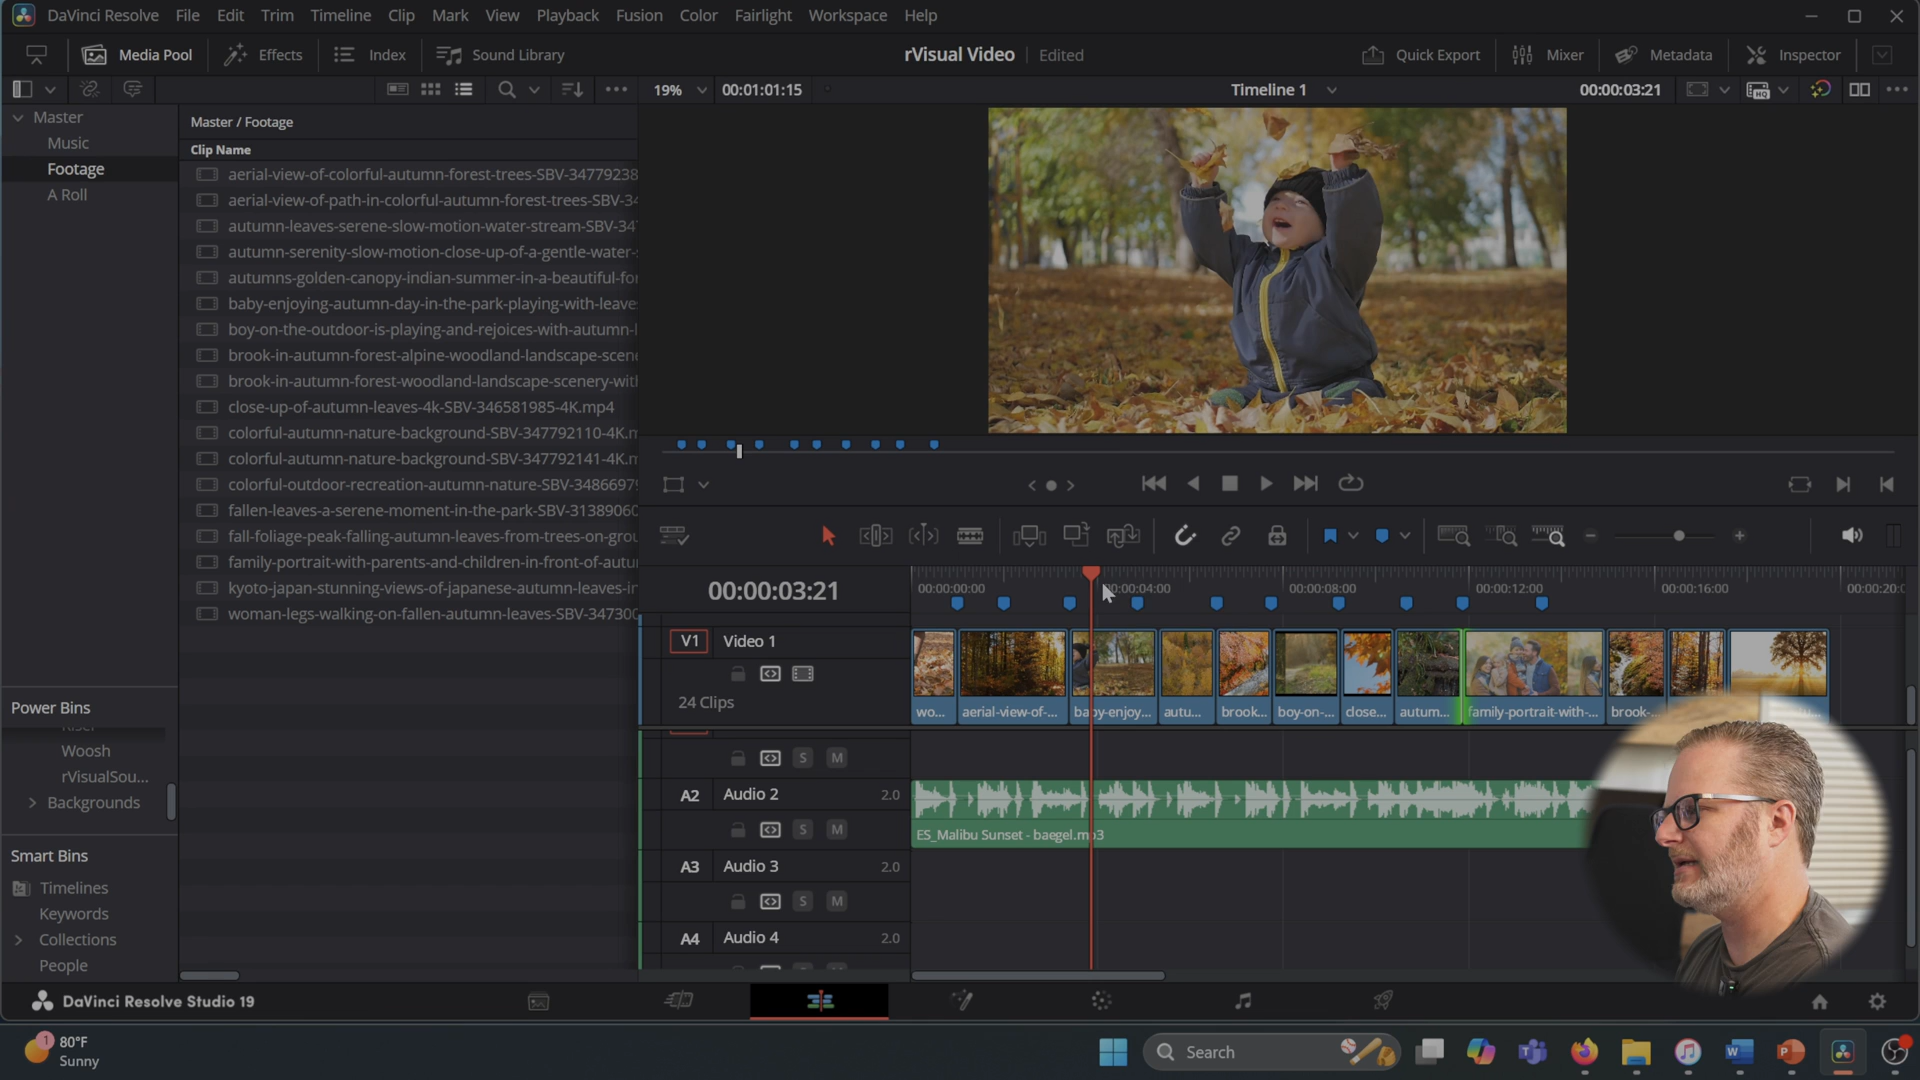 DaVinci Resolve File Edit Trim Timeline Clip Mark View Playback Fusion Color Fairlight Workspace Help
Media Pool Effects Index Sound Library rVisual Video Edited Quick Export Mixer Metadata Inspector
19% 00:01:01:15 Timeline 1 00:00:03:21
Master
Music
Footage
A Roll
Master / Footage
Clip Name
aerial-view-of-colorful-autumn-forest-trees-SBV-34779238
aerial-view-of-path-in-colorful-autumn-forest-trees-SBV-34
autumn-leaves-serene-slow-motion-water-stream-SBV-347
autumn-serenity-slow-motion-close-up-of-a-gentle-water-
autumns-golden-canopy-indian-summer-in-a-beautiful-for
baby-enjoying-autumn-day-in-the-park-playing-with-leave
boy-on-the-outdoor-is-playing-and-rejoices-with-autumn-l
brook-in-autumn-forest-alpine-woodland-landscape-scene
brook-in-autumn-forest-woodland-landscape-scenery-wit
close-up-of-autumn-leaves-4k-SBV-346581985-4K.mp4
colorful-autumn-nature-background-SBV-347792110-4K.m
colorful-autumn-nature-background-SBV-347792141-4K.m
colorful-outdoor-recreation-autumn-nature-SBV-34866979
fallen-leaves-a-serene-moment-in-the-park-SBV-31389060
fall-foliage-peak-falling-autumn-leaves-from-trees-on-grou
family-portrait-with-parents-and-children-in-front-of-autu
kyoto-japan-stunning-views-of-japanese-autumn-leaves-in
woman-legs-walking-on-fallen-autumn-leaves-SBV-347300
Power Bins
Riser
Woosh
rVisualSou...
Backgrounds
Smart Bins
Timelines
Keywords
Collections
People
00:00:03:21
00:00:00:00 00:00:04:00 00:00:08:00 00:00:12:00 00:00:16:00 00:00:20:0
V1 Video 1
24 Clips
wo... aerial-view-of-... baby-enjoy... autu... brook... boy-on-... close... autum... family-portrait-with-... brook-
S M
A2 Audio 2 2.0
S M
ES_Malibu Sunset - baegel.mp3
A3 Audio 3 2.0
S M
A4 Audio 4 2.0
DaVinci Resolve Studio 19
1
80°F
Sunny
Search